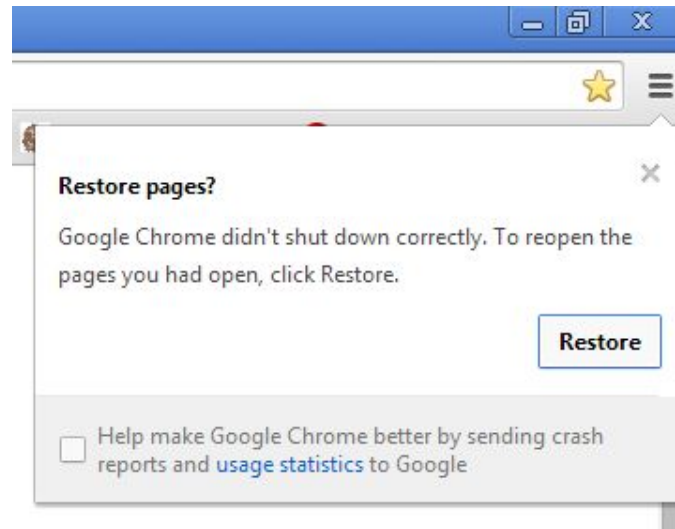 Restore pages?
Google Chrome didn't shut down correctly. To reopen the
pages you had open, click Restore.
Restore
Help make Google Chrome better by sending crash
reports and usage statistics to Google